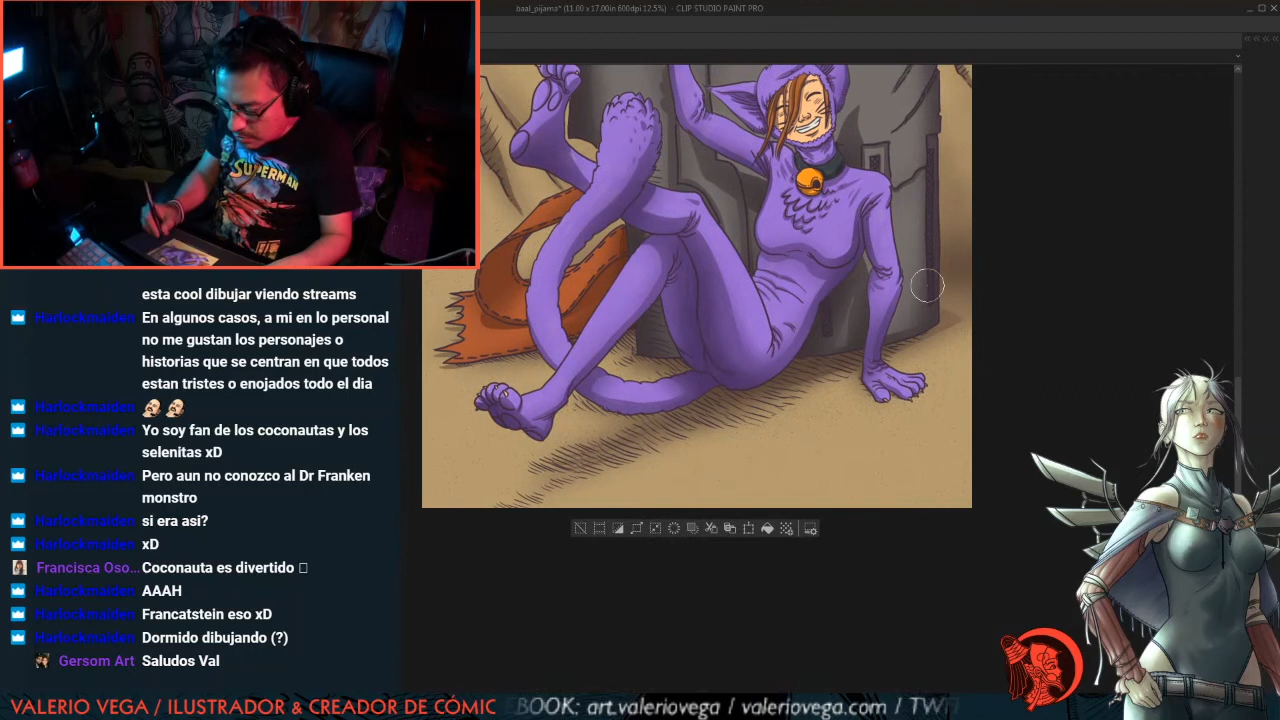 baal_pijama* (11.00 x 17.00in 600dpi 12.5%) - CLIP STUDIO PAINT PRO
SUPERMAN
esta cool dibujar viendo streams
Harlockmaiden En algunos casos, a mi en lo personal
no me gustan los personajes o
historias que se centran en que todos
estan tristes o enojados todo el dia
Harlockmaiden
Harlockmaiden Yo soy fan de los coconautas y los
selenitas xD
Harlockmaiden Pero aun no conozco al Dr Franken
monstro
Harlockmaiden si era asi?
Harlockmaiden xD
Francisca Oso... Coconauta es divertido
Harlockmaiden AAAH
Harlockmaiden Francatstein eso xD
Harlockmaiden Dormido dibujando (?)
Gersom Art Saludos Val
VALERIO VEGA / ILUSTRADOR & CREADOR DE CÓMIC
BOOK: art.valeriovega / valeriovega.com / TWI